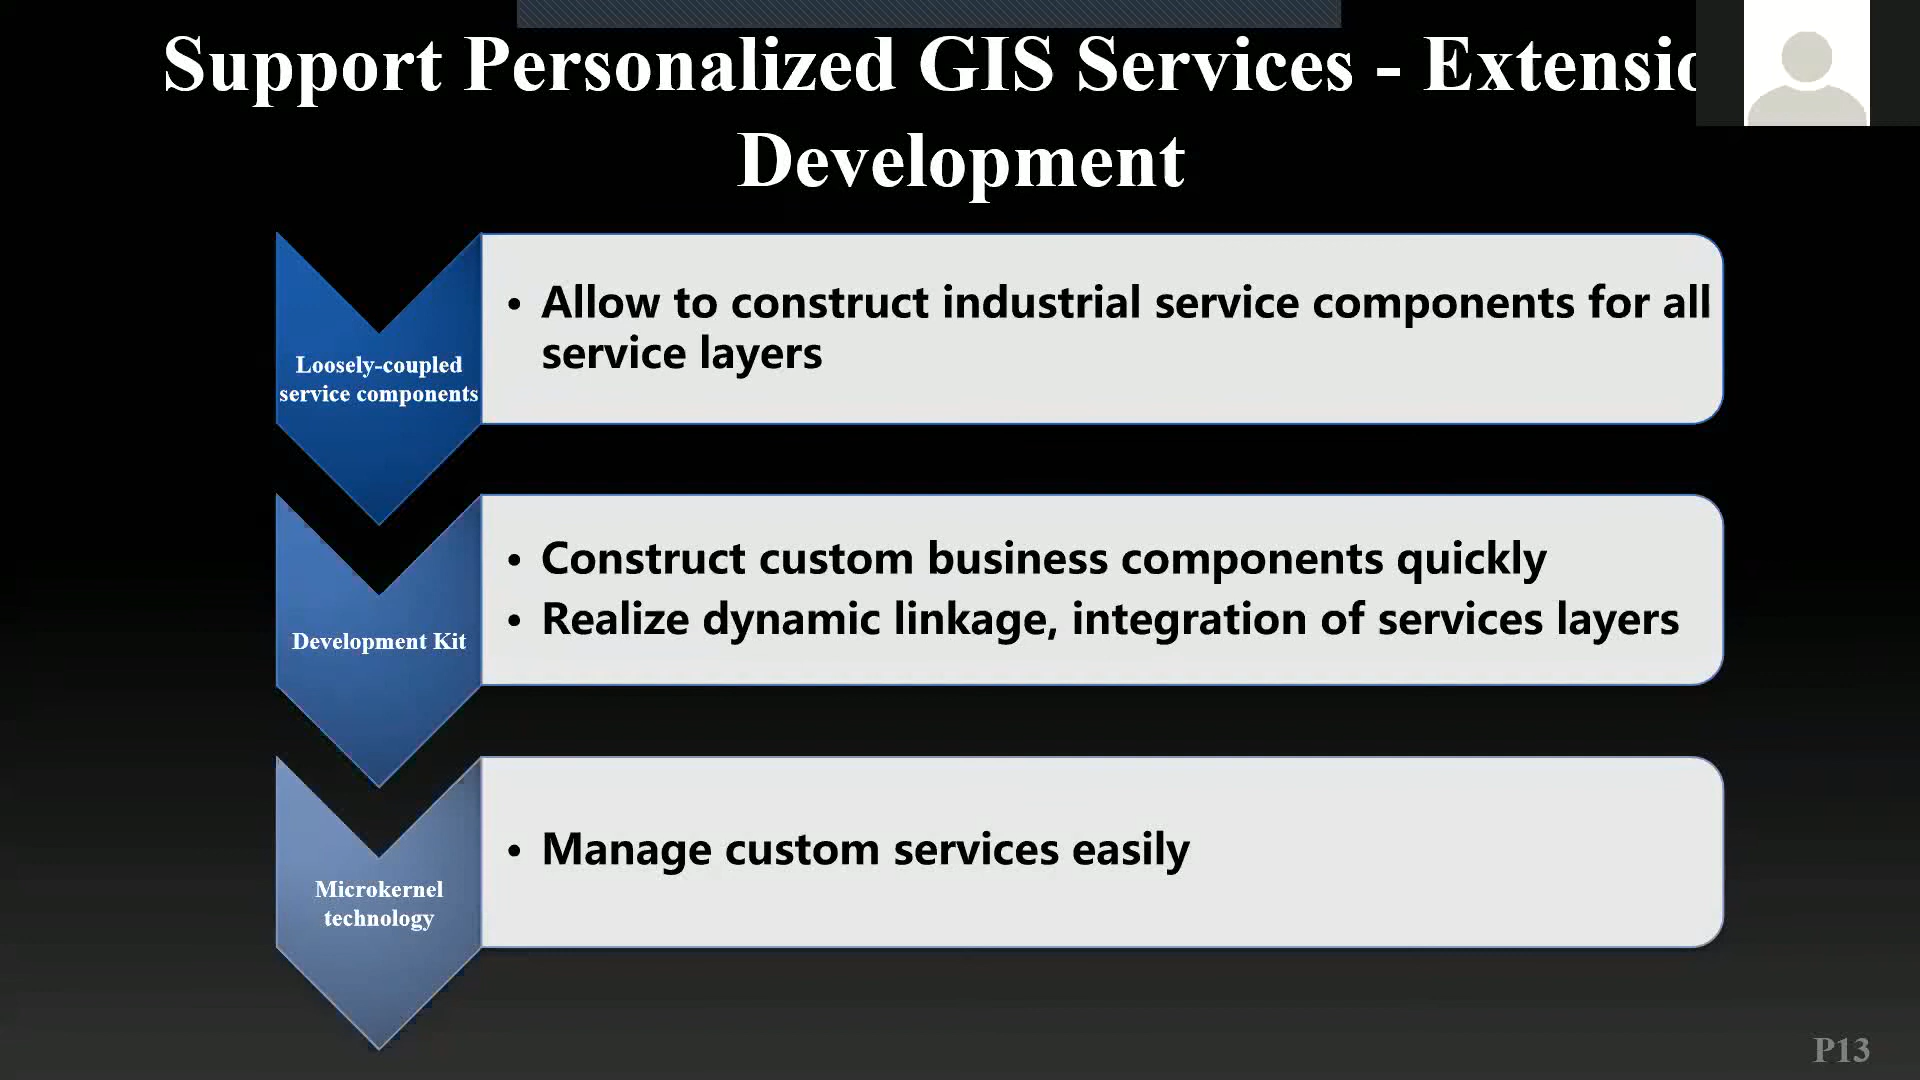 Support Personalized GIS Services - Extensio
Development
Loosely-coupled
service components
• Allow to construct industrial service components for all
service layers
Development Kit
• Construct custom business components quickly
• Realize dynamic linkage, integration of services layers
Microkernel
technology
• Manage custom services easily
P13